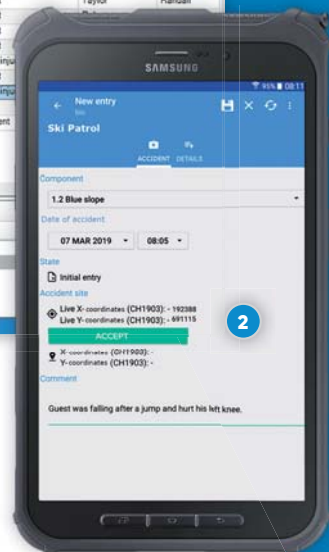 Taylor Randall
SAMSUNG
95% 08:11
New entry
Ski Patrol
ACCIDENT DETAILS
Component
1.2 Blue slope
Date of accident
07 MAR 2019 08:05
State
Initial entry
Accident site
Live X- coordinates (CH1903): - 192388
Live Y- coordinates (CH1903): - 691115
ACCEPT
X- coordinates (CH1903): -
Y- coordinates (CH1903): -
Comment
Guest was falling after a jump and hurt his left knee.
2